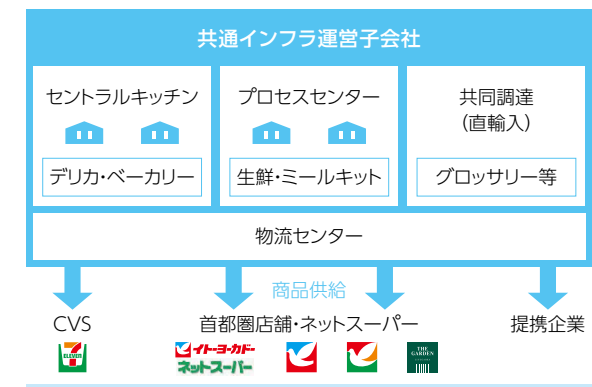 共通インフラ運営子会社
セントラルキッチン
プロセスセンター
共同調達
(直輸入)
デリカ・ベーカリー
生鮮・ミールキット
グロッサリー等
物流センター
商品供給
CVS
首都圏店舗・ネットスーパー
提携企業
ELEVEN
イトーヨーカドー
ネットスーパー
THE
GARDEN